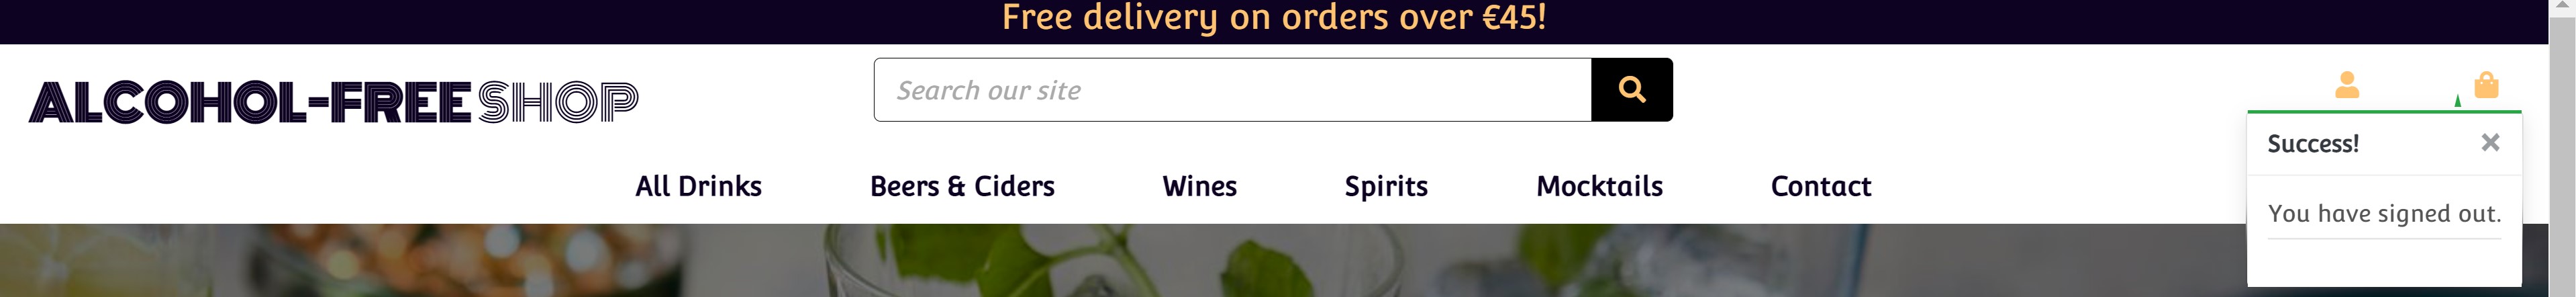 Free delivery on orders over €45!
ALCOHOL-FREE SHOP
Search our site
All Drinks
Beers & Ciders
Wines
Spirits
Mocktails
Contact
Success!
You have signed out.